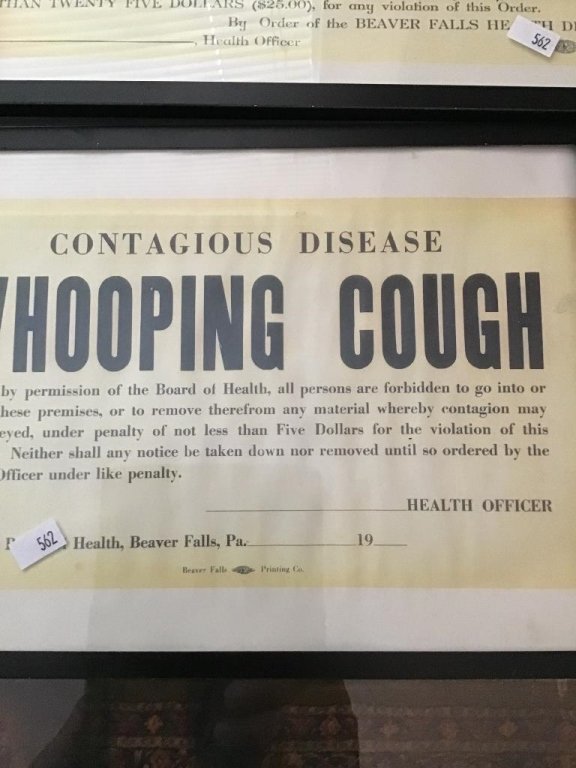 THAN TWENTY FIVE DOLLARS ($25.00), for any violation of this Order.
By Order of the BEAVER FALLS HE TH D
562
, Health Officer
CONTAGIOUS DISEASE
WHOOPING COUGH
by permission of the Board of Health, all persons are forbidden to go into or
hese premises, or to remove therefrom any material whereby contagion may
eyed, under penalty of not less than Five Dollars for the violation of this
Neither shall any notice be taken down nor removed until so ordered by the
Officer under like penalty.
HEALTH OFFICER
562 Health, Beaver Falls, Pa. 19
Beaver Falls Printing Co.